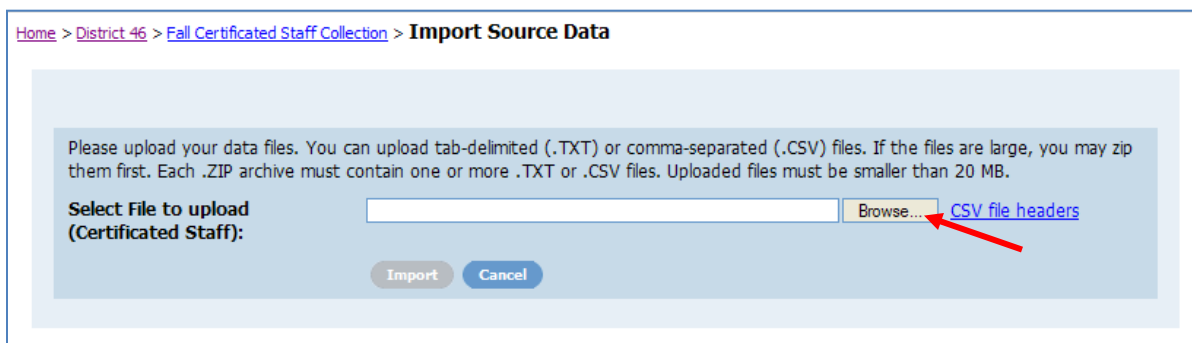 Home > District 46 > Fall Certificated Staff Collection > Import Source Data
Please upload your data files. You can upload tab-delimited (.TXT) or comma-separated (.CSV) files. If the files are large, you may zip
them first. Each .ZIP archive must contain one or more .TXT or .CSV files. Uploaded files must be smaller than 20 MB.
Select File to upload Browse... CSV file headers
(Certificated Staff):
Import Cancel